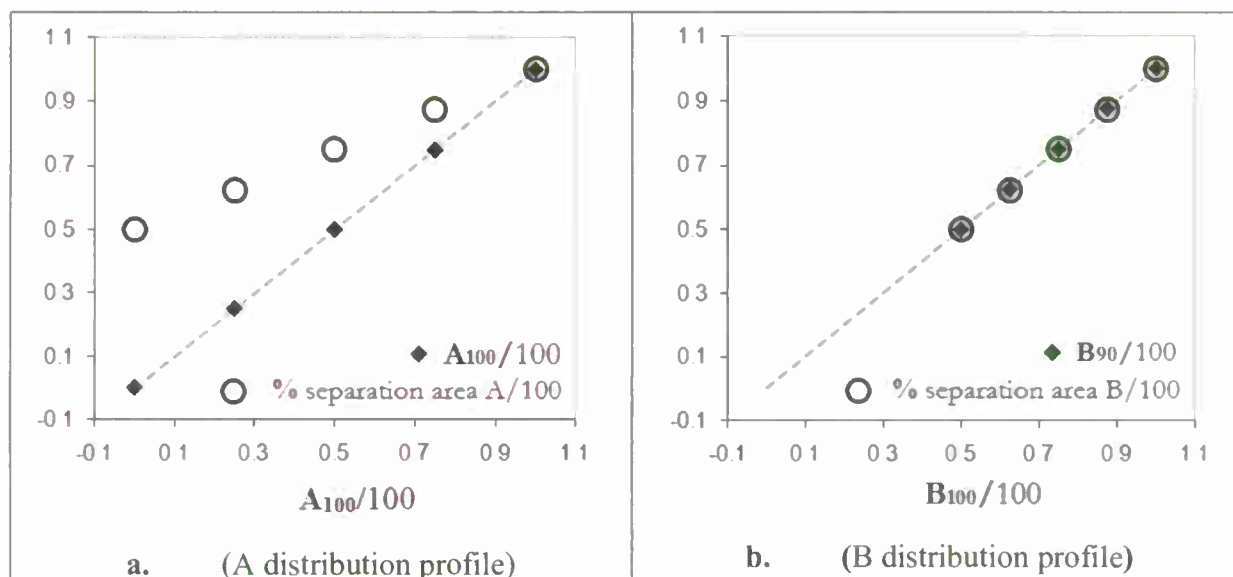 1 1
0 9
0 7
0 5
0 3
0 1
-0 1
-0 1 0 1 0 3 0 5 0 7 0 9 1 1
A100/100
% separation area A/100
A100/100
a. (A distribution profile)
1 1
0 9
0 7
0 5
0 3
0 1
-0 1
-0 1 0 1 0 3 0 5 0 7 0 9 1 1
B90/100
% separation area B/100
B100/100
b. (B distribution profile)